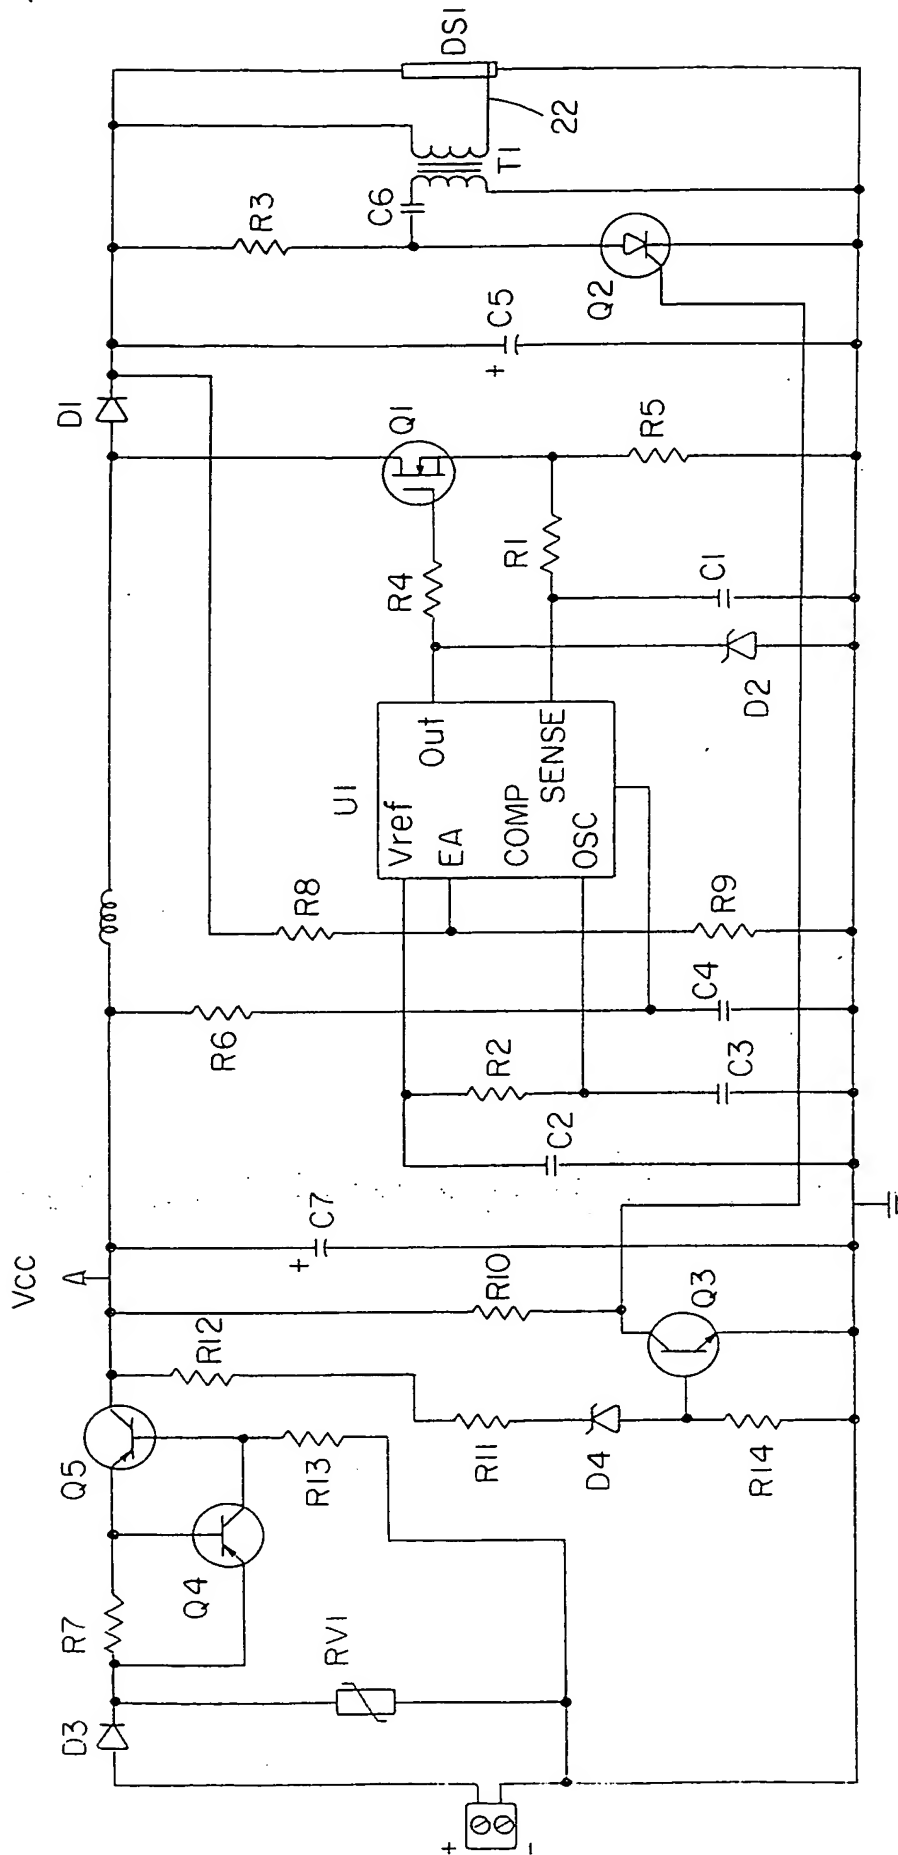 VCC
A
D3
R7
Q5
Q4
RV1
R13
R12
R11
D4
R14
R10
Q3
+
C7
C2
R2
C3
R6
C4
R8
R9
U1
Vref
EA
COMP
OSC
Out
SENSE
R4
R1
D2
C1
Q1
R5
D1
+
C5
R3
Q2
C6
T1
22
DS1
+
-